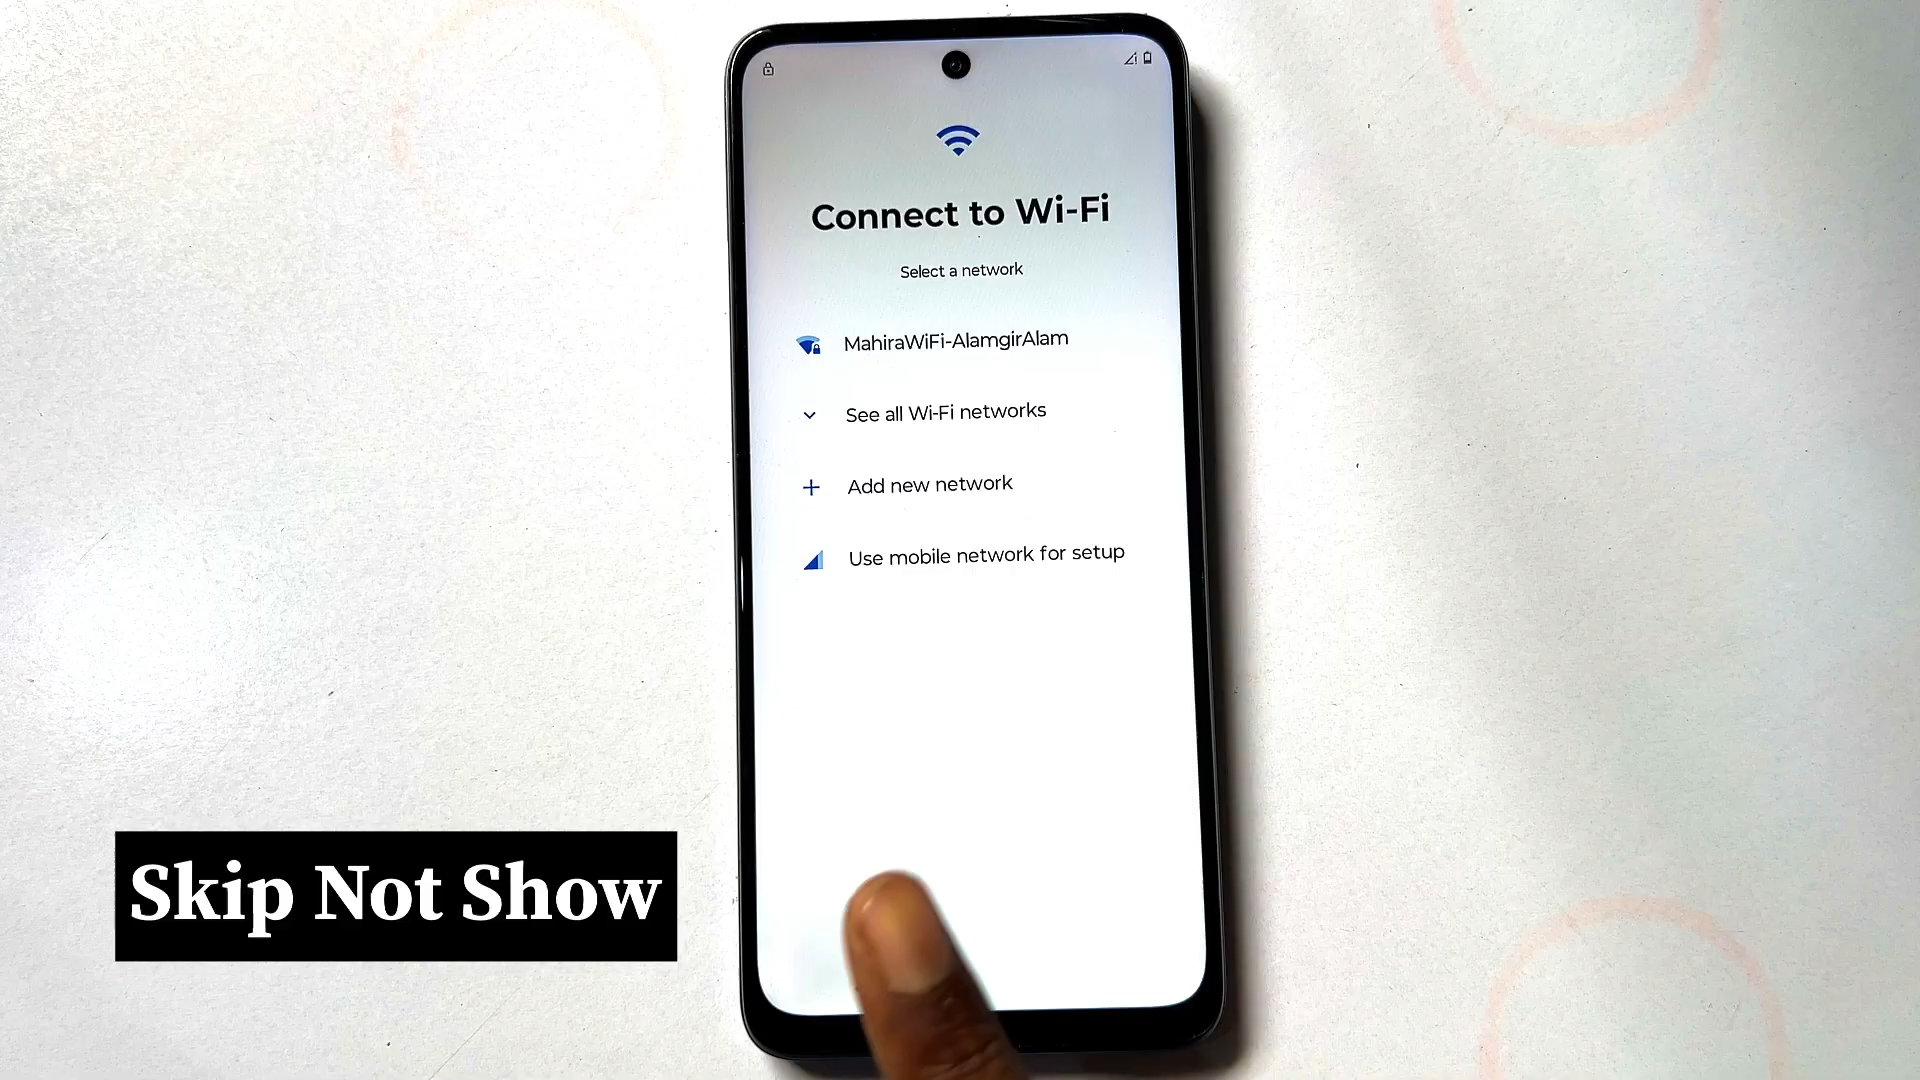 Connect to Wi-Fi
Select a network
MahiraWiFi-AlamgirAlam
See all Wi-Fi networks
Add new network
Use mobile network for setup
Skip Not Show